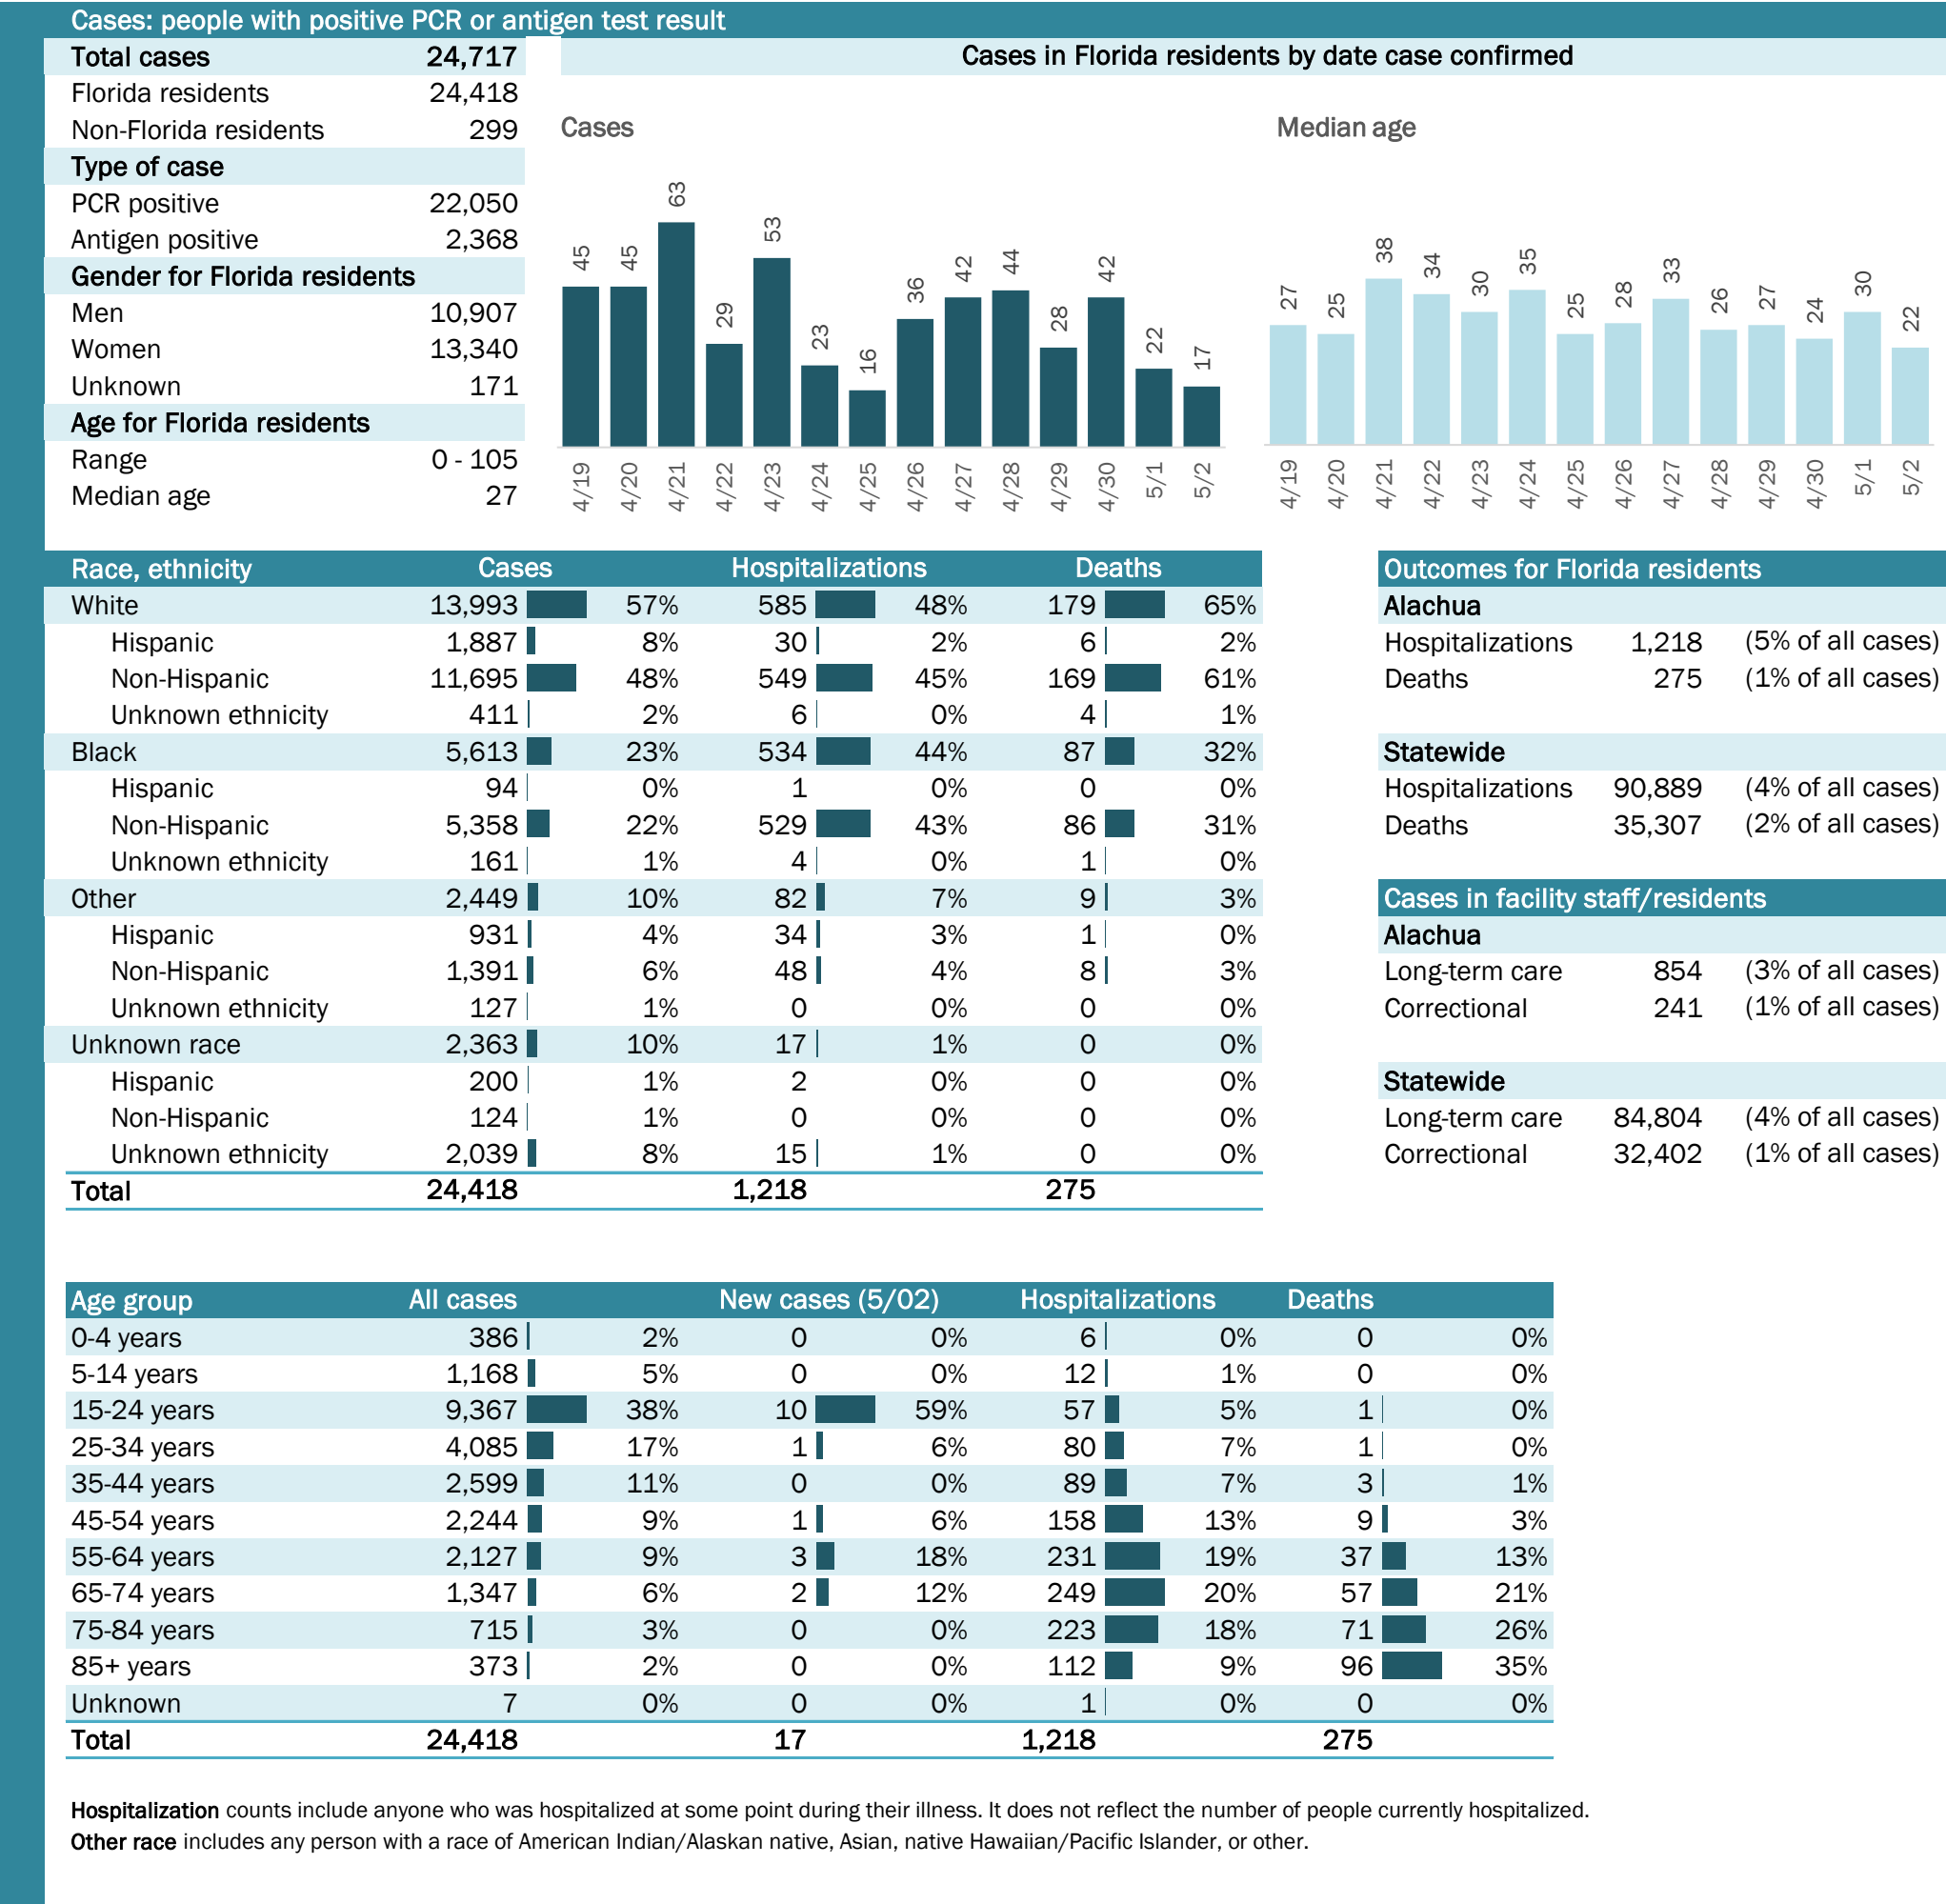 Cases: people with positive PCR or antigen test result
Total cases 24,717
Florida residents 24,418
Non-Florida residents 299
Type of case
PCR positive 22,050
Antigen positive 2,368
Gender for Florida residents
Men 10,907
Women 13,340
Unknown 171
Age for Florida residents
Range 0 - 105
Median age 27
Cases in Florida residents by date case confirmed
Cases
45 45 63 29 53 23 16 36 42 44 28 42 22 17
4/19 4/20 4/21 4/22 4/23 4/24 4/25 4/26 4/27 4/28 4/29 4/30 5/1 5/2
Median age
27 25 38 34 30 35 25 28 33 26 27 24 30 22
4/19 4/20 4/21 4/22 4/23 4/24 4/25 4/26 4/27 4/28 4/29 4/30 5/1 5/2
Race, ethnicity Cases Hospitalizations Deaths
White 13,993 57% 585 48% 179 65%
Hispanic 1,887 8% 30 2% 6 2%
Non-Hispanic 11,695 48% 549 45% 169 61%
Unknown ethnicity 411 2% 6 0% 4 1%
Black 5,613 23% 534 44% 87 32%
Hispanic 94 0% 1 0% 0 0%
Non-Hispanic 5,358 22% 529 43% 86 31%
Unknown ethnicity 161 1% 4 0% 1 0%
Other 2,449 10% 82 7% 9 3%
Hispanic 931 4% 34 3% 1 0%
Non-Hispanic 1,391 6% 48 4% 8 3%
Unknown ethnicity 127 1% 0 0% 0 0%
Unknown race 2,363 10% 17 1% 0 0%
Hispanic 200 1% 2 0% 0 0%
Non-Hispanic 124 1% 0 0% 0 0%
Unknown ethnicity 2,039 8% 15 1% 0 0%
Total 24,418 1,218 275
Outcomes for Florida residents
Alachua
Hospitalizations 1,218 (5% of all cases)
Deaths 275 (1% of all cases)
Statewide
Hospitalizations 90,889 (4% of all cases)
Deaths 35,307 (2% of all cases)
Cases in facility staff/residents
Alachua
Long-term care 854 (3% of all cases)
Correctional 241 (1% of all cases)
Statewide
Long-term care 84,804 (4% of all cases)
Correctional 32,402 (1% of all cases)
Age group All cases New cases (5/02) Hospitalizations Deaths
0-4 years 386 2% 0 0% 6 0% 0 0%
5-14 years 1,168 5% 0 0% 12 1% 0 0%
15-24 years 9,367 38% 10 59% 57 5% 1 0%
25-34 years 4,085 17% 1 6% 80 7% 1 0%
35-44 years 2,599 11% 0 0% 89 7% 3 1%
45-54 years 2,244 9% 1 6% 158 13% 9 3%
55-64 years 2,127 9% 3 18% 231 19% 37 13%
65-74 years 1,347 6% 2 12% 249 20% 57 21%
75-84 years 715 3% 0 0% 223 18% 71 26%
85+ years 373 2% 0 0% 112 9% 96 35%
Unknown 7 0% 0 0% 1 0% 0 0%
Total 24,418 17 1,218 275
Hospitalization counts include anyone who was hospitalized at some point during their illness. It does not reflect the number of people currently hospitalized.
Other race includes any person with a race of American Indian/Alaskan native, Asian, native Hawaiian/Pacific Islander, or other.